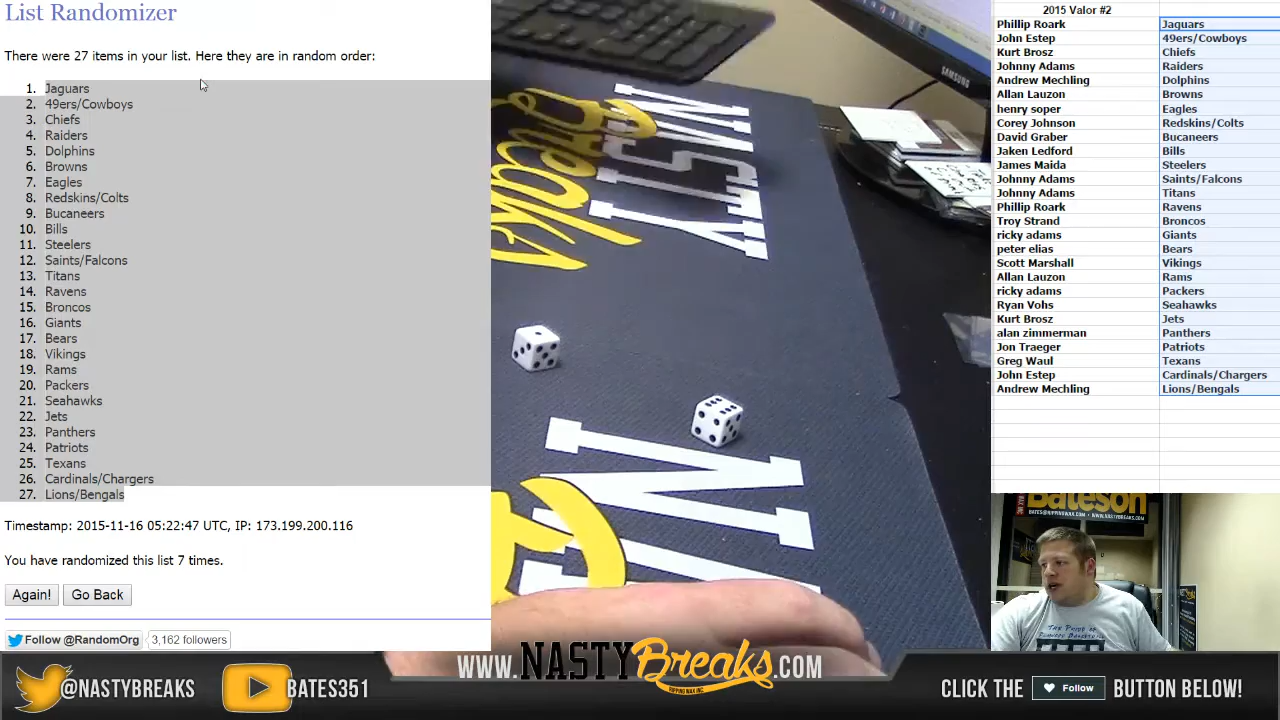 List Randomizer
There were 27 items in your list. Here they are in random order:
1. Jaguars
2. 49ers/Cowboys
3. Chiefs
4. Raiders
5. Dolphins
6. Browns
7. Eagles
8. Redskins/Colts
9. Bucaneers
10. Bills
11. Steelers
12. Saints/Falcons
13. Titans
14. Ravens
15. Broncos
16. Giants
17. Bears
18. Vikings
19. Rams
20. Packers
21. Seahawks
22. Jets
23. Panthers
24. Patriots
25. Texans
26. Cardinals/Chargers
27. Lions/Bengals
Timestamp: 2015-11-16 05:22:47 UTC, IP: 173.199.200.116
You have randomized this list 7 times.
Again! Go Back
Follow @RandomOrg 3,162 followers
SAMSUNG
NASTY
Breaks
2015 Valor #2
Phillip Roark Jaguars
John Estep 49ers/Cowboys
Kurt Brosz Chiefs
Johnny Adams Raiders
Andrew Mechling Dolphins
Allan Lauzon Browns
henry soper Eagles
Corey Johnson Redskins/Colts
David Graber Bucaneers
Jaken Ledford Bills
James Maida Steelers
Johnny Adams Saints/Falcons
Johnny Adams Titans
Phillip Roark Ravens
Troy Strand Broncos
ricky adams Giants
peter elias Bears
Scott Marshall Vikings
Allan Lauzon Rams
ricky adams Packers
Ryan Vohs Seahawks
Kurt Brosz Jets
alan zimmerman Panthers
Jon Traeger Patriots
Greg Waul Texans
John Estep Cardinals/Chargers
Andrew Mechling Lions/Bengals
Bateson
@NASTYBREAKS
BATES351
WWW.NASTYBreaks.COM
RIPPING WAX INC
CLICK THE Follow BUTTON BELOW!